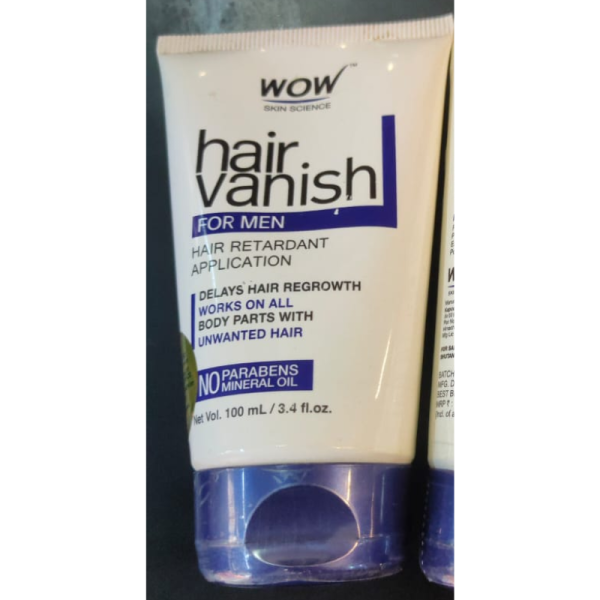 WOW™
SKIN SCIENCE
hair
vanish
FOR MEN
HAIR RETARDANT
APPLICATION
DELAYS HAIR REGROWTH
WORKS ON ALL
BODY PARTS WITH
UNWANTED HAIR
NO PARABENS
MINERAL OIL
Net Vol. 100 mL / 3.4 fl.oz.